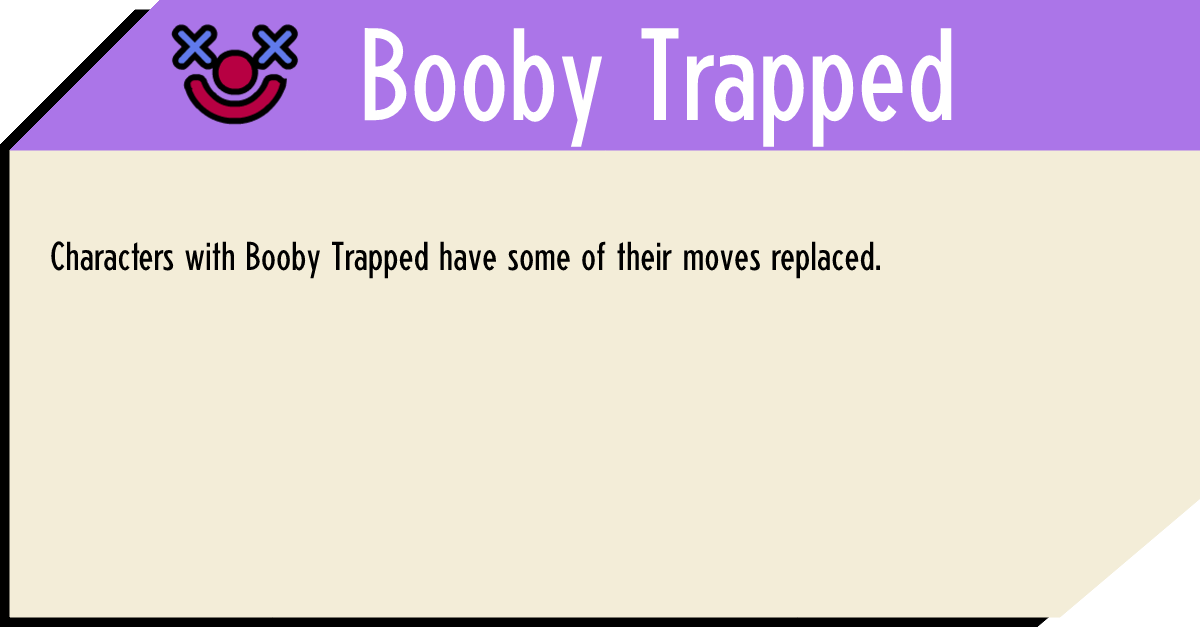 Booby Trapped
Characters with Booby Trapped have some of their moves replaced.